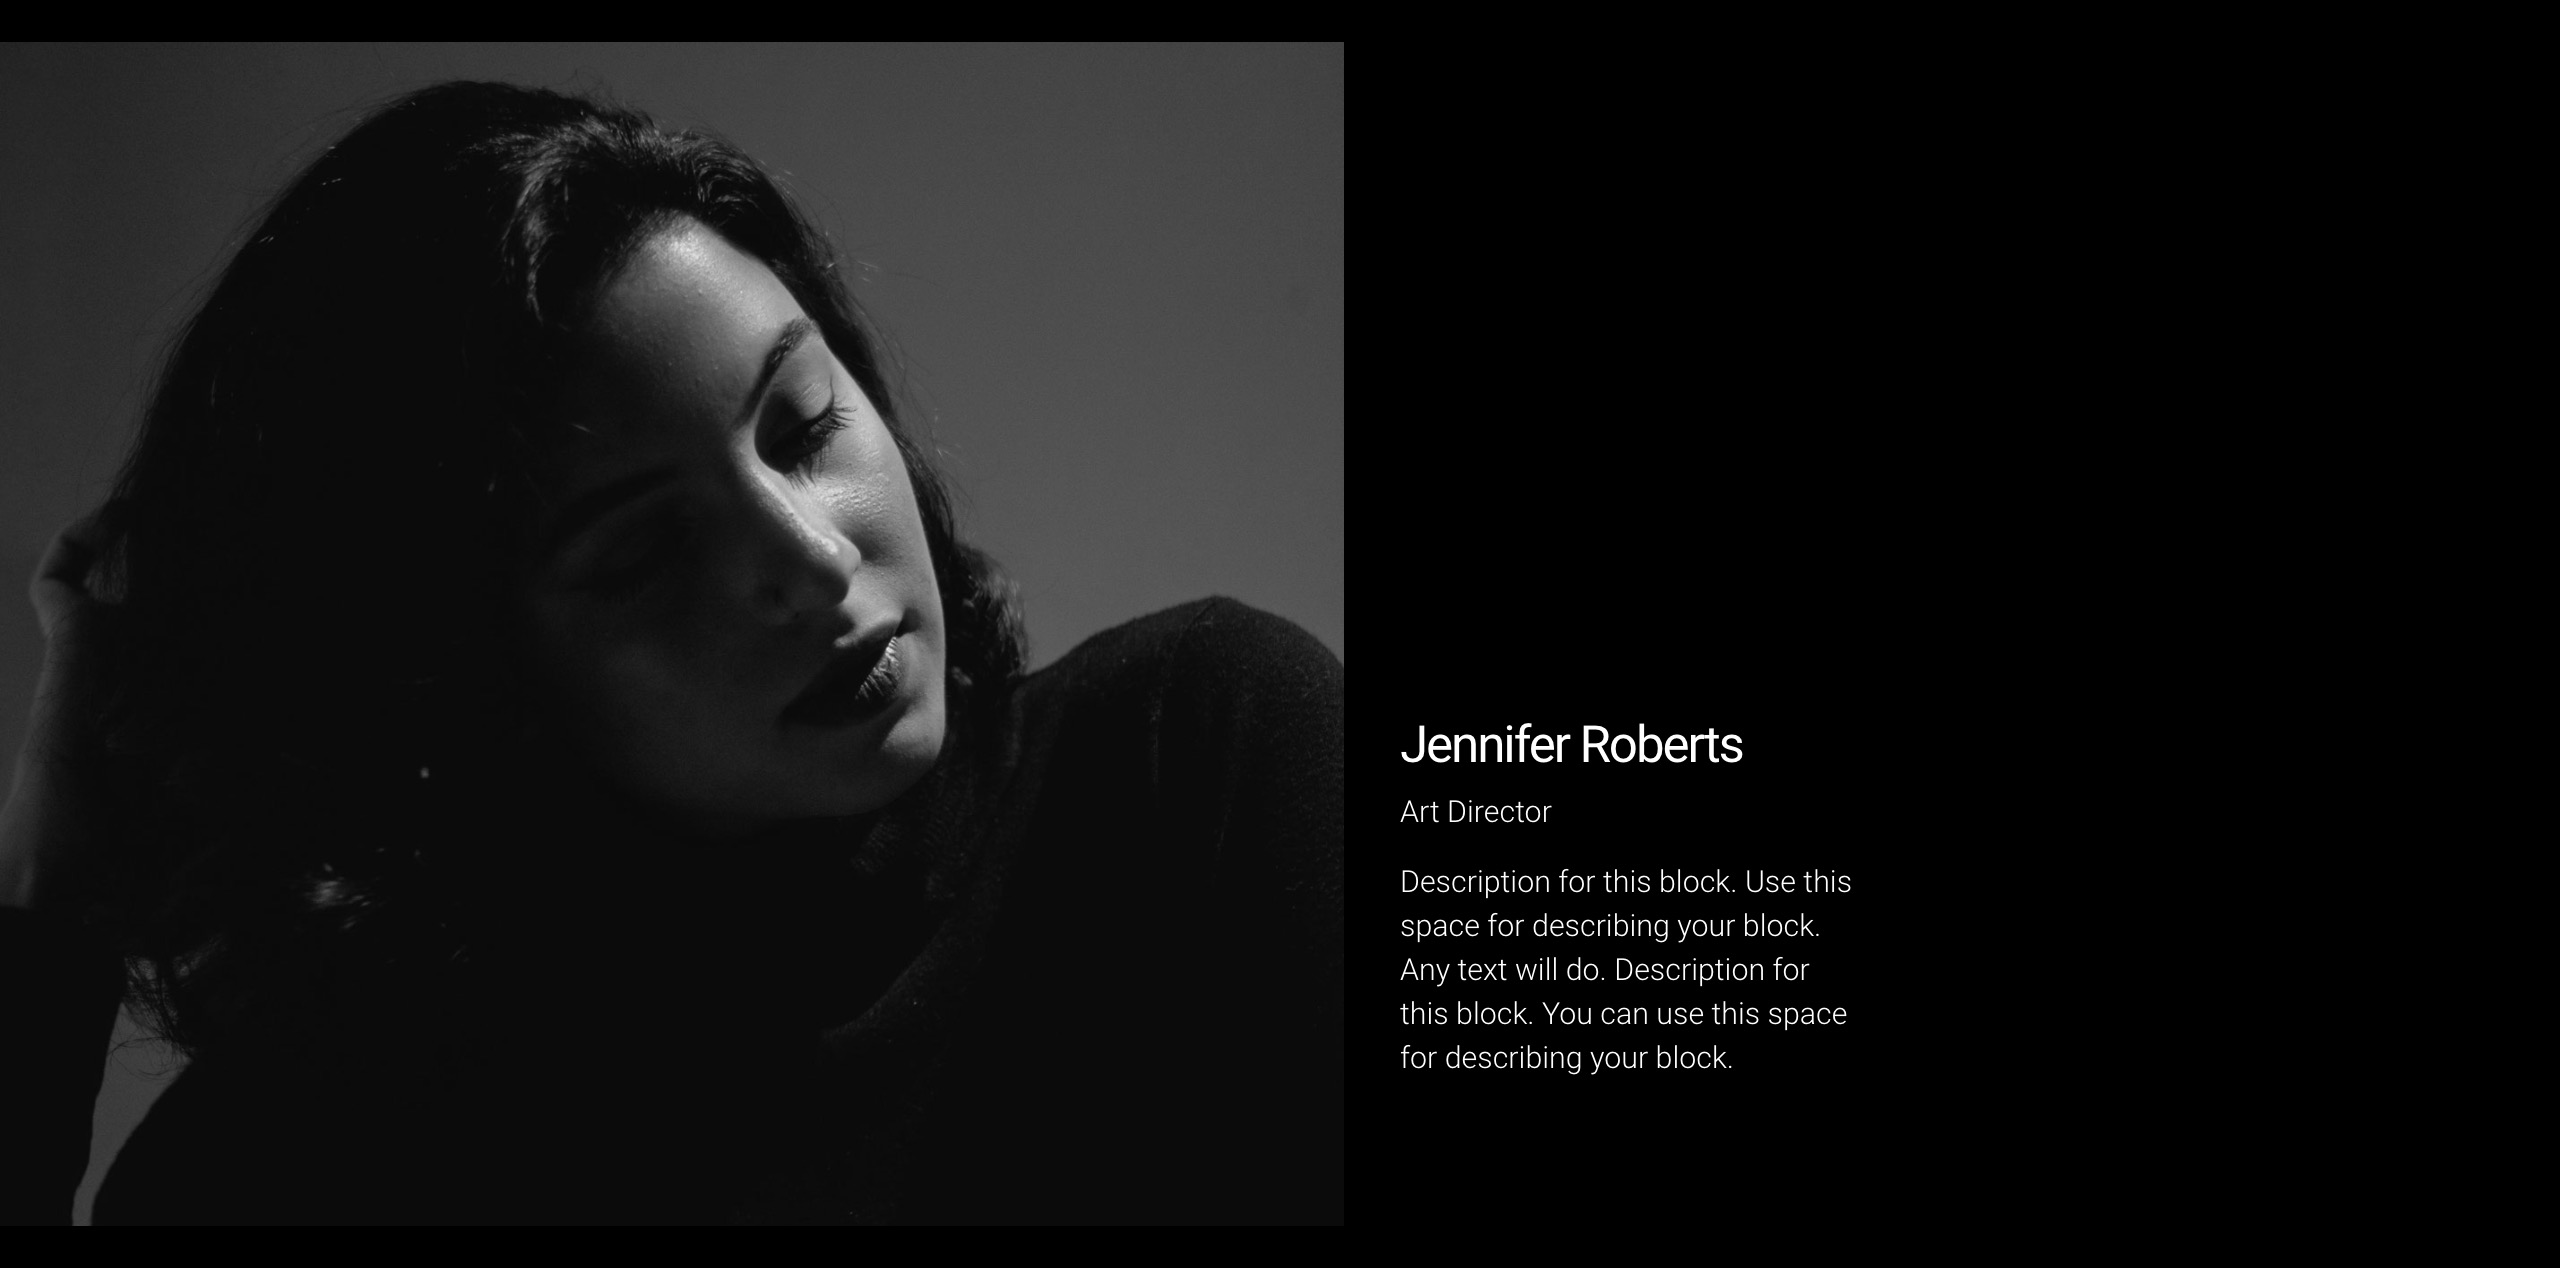 Jennifer Roberts
Art Director
Description for this block. Use this
space for describing your block.
Any text will do. Description for
this block. You can use this space
for describing your block.